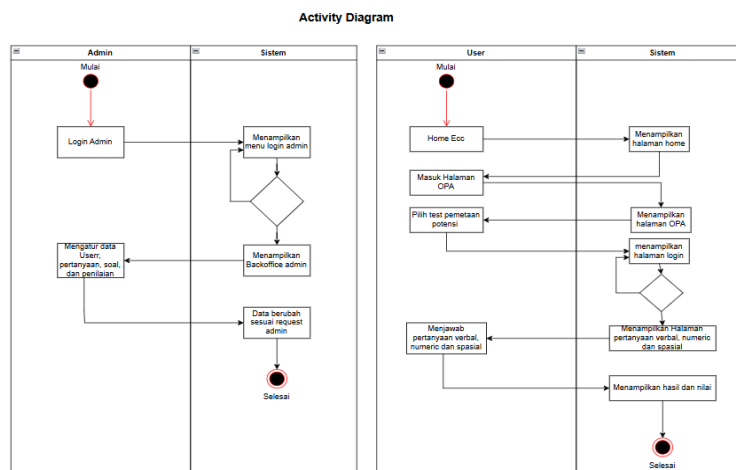 Activity Diagram
Admin
Sistem
Mulai
Login Admin
Menampilkan
menu login admin
Mengatur data
Userr,
pertanyaan, soal,
dan penilaian
Menampilkan
Backoffice admin
Data berubah
sesuai request
admin
Selesai
User
Sistem
Mulai
Home Ecc
Menampilkan
halaman home
Masuk Halaman
OPA
Pilih test pemetaan
potensi
Menampilkan
halaman OPA
menampilkan
halaman login
Menjawab
pertanyaan verbal,
numeric dan spasial
Menampilkan Halaman
pertanyaan verbal, numeric
dan spasial
Menampilkan hasil dan nilai
Selesai